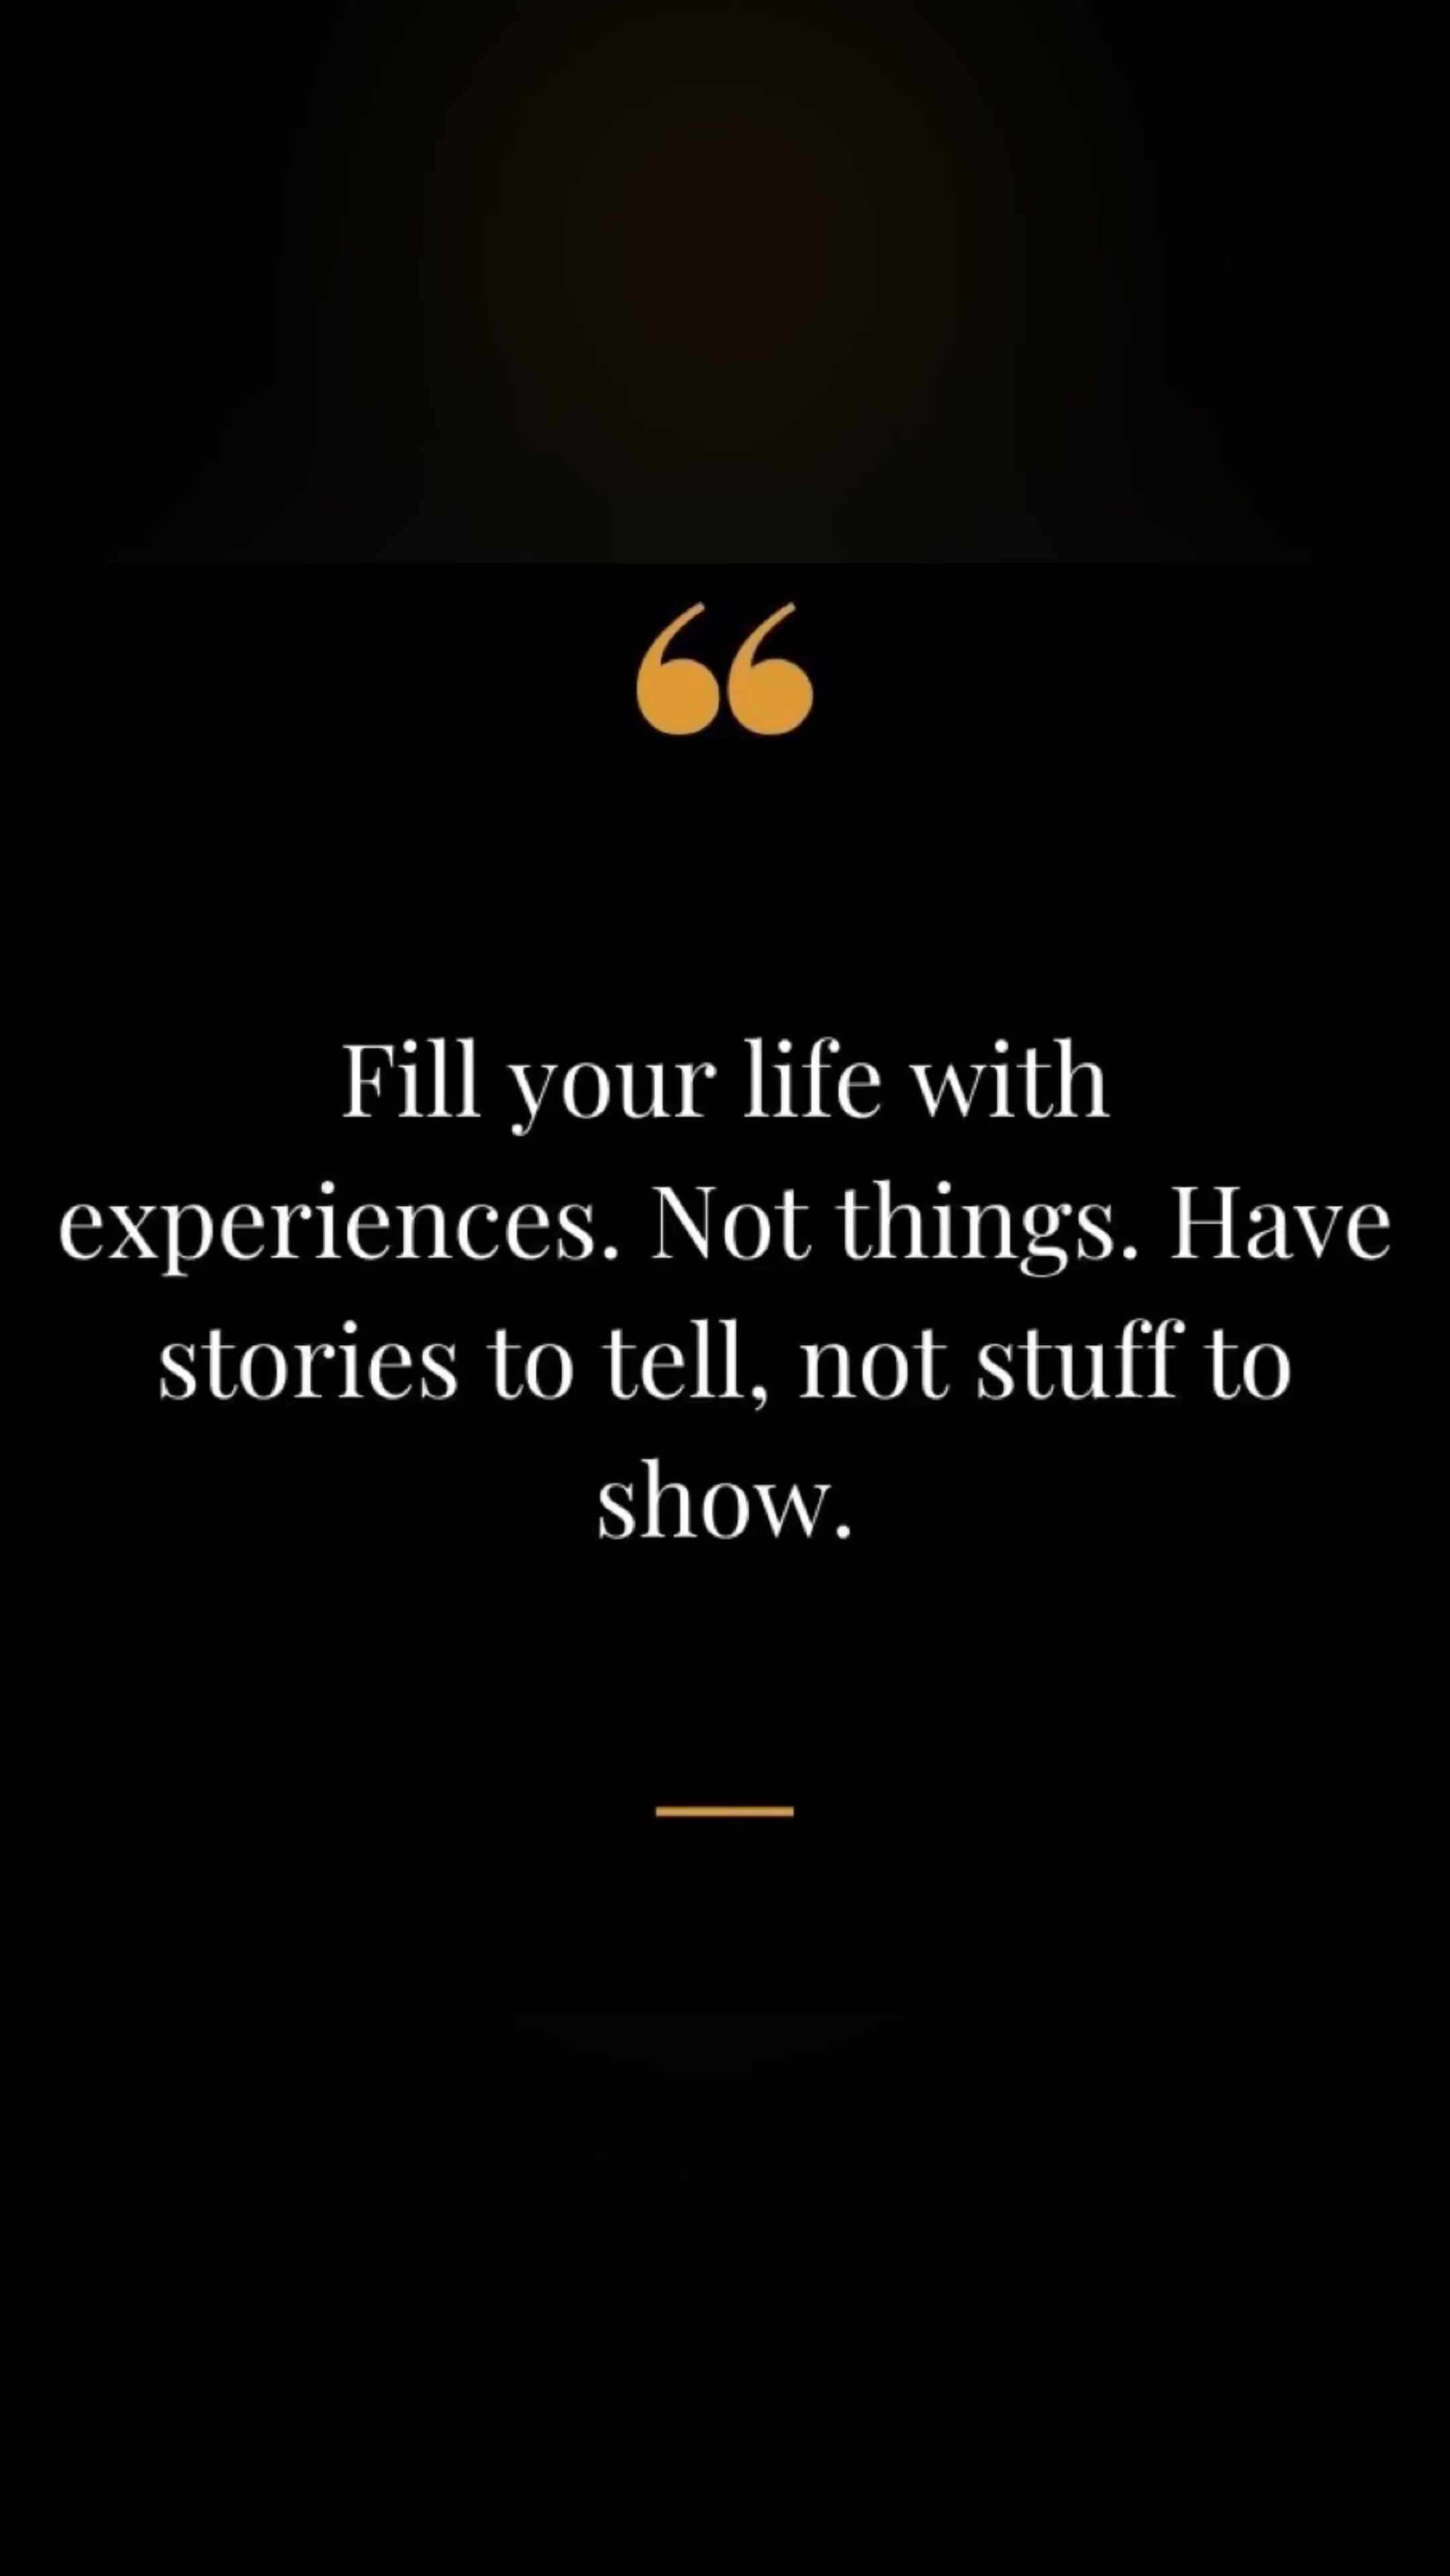 “
Fill your life with
experiences. Not things. Have
stories to tell, not stuff to
show.